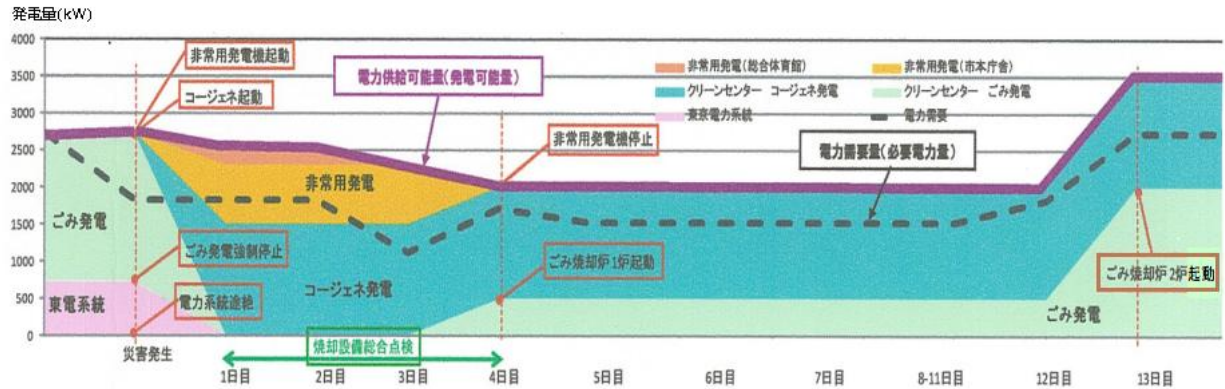 発電量(kW)
4000
3500
3000
2500
2000
1500
1000
500
0
非常用発電機起動
コージェネ起動
電力供給可能量(発電可能量)
非常用発電(総合体育館)
非常用発電(市本庁舎)
クリーンセンター コージェネ発電
クリーンセンター ごみ発電
東京電力系統
電力需要
非常用発電機停止
電力需要量(必要電力量)
非常用発電
ごみ発電
ごみ発電強制停止
ごみ焼却炉1炉起動
ごみ焼却炉2炉起動
コージェネ発電
東電系統
電力系統途絶
ごみ発電
災害発生
焼却設備総合点検
1日目
2日目
3日目
4日目
5日目
6日目
7日目
8-11日目
12日目
13日目